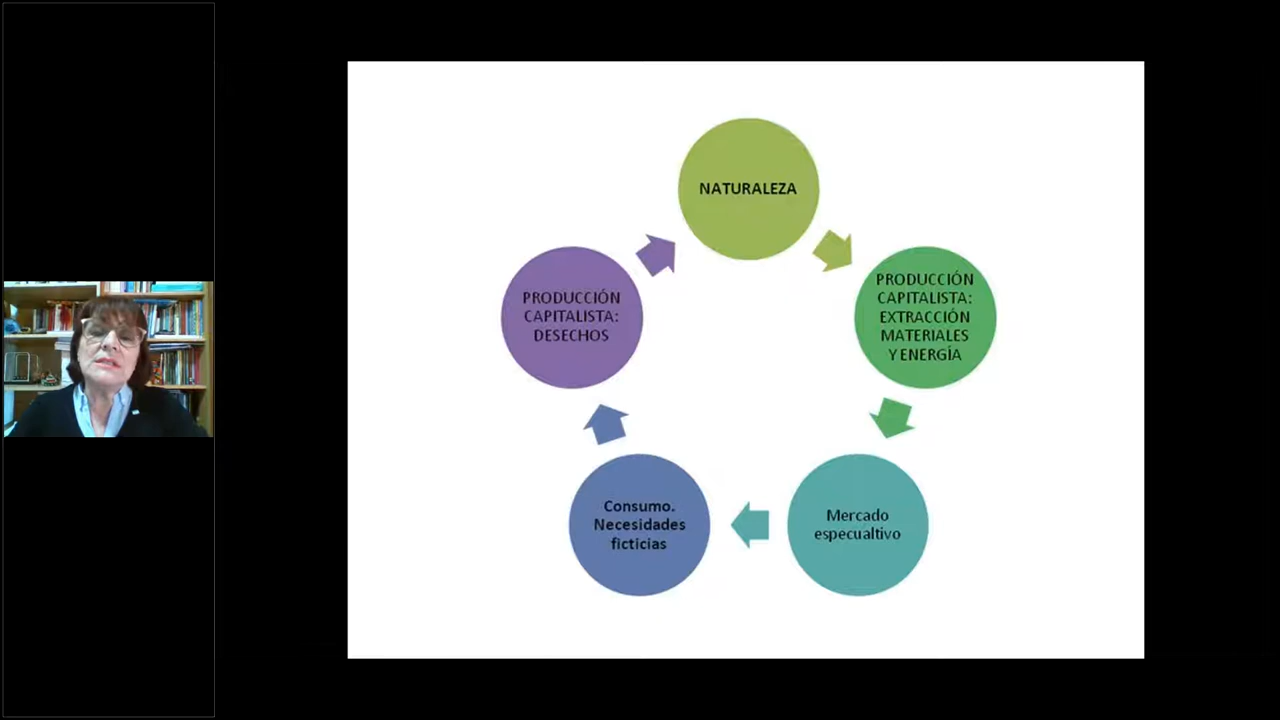 NATURALEZA
PRODUCCIÓN
CAPITALISTA:
EXTRACCIÓN
MATERIALES
Y ENERGÍA
Mercado
especualtivo
Consumo.
Necesidades
ficticias
PRODUCCIÓN
CAPITALISTA:
DESECHOS